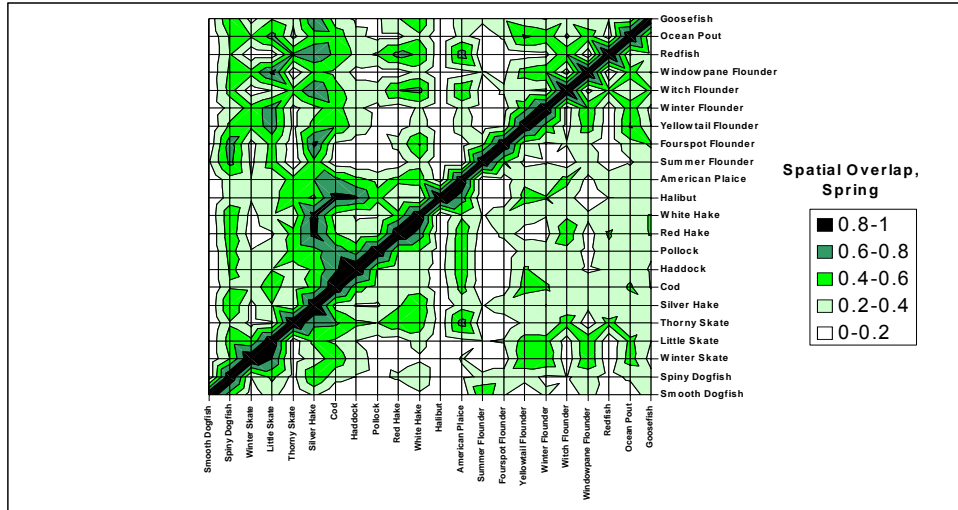 Goosefish
Ocean Pout
Redfish
Windowpane Flounder
Witch Flounder
Winter Flounder
Yellowtail Flounder
Fourspot Flounder
Summer Flounder
American Plaice
Halibut
White Hake
Red Hake
Pollock
Haddock
Cod
Silver Hake
Thorny Skate
Little Skate
Winter Skate
Spiny Dogfish
Smooth Dogfish
Spatial Overlap,
Spring
0.8-1
0.6-0.8
0.4-0.6
0.2-0.4
0-0.2
Smooth Dogfish
Spiny Dogfish
Winter Skate
Little Skate
Thorny Skate
Silver Hake
Cod
Haddock
Pollock
Red Hake
White Hake
Halibut
American Plaice
Summer Flounder
Fourspot Flounder
Yellowtail Flounder
Winter Flounder
Witch Flounder
Windowpane Flounder
Redfish
Ocean Pout
Goosefish